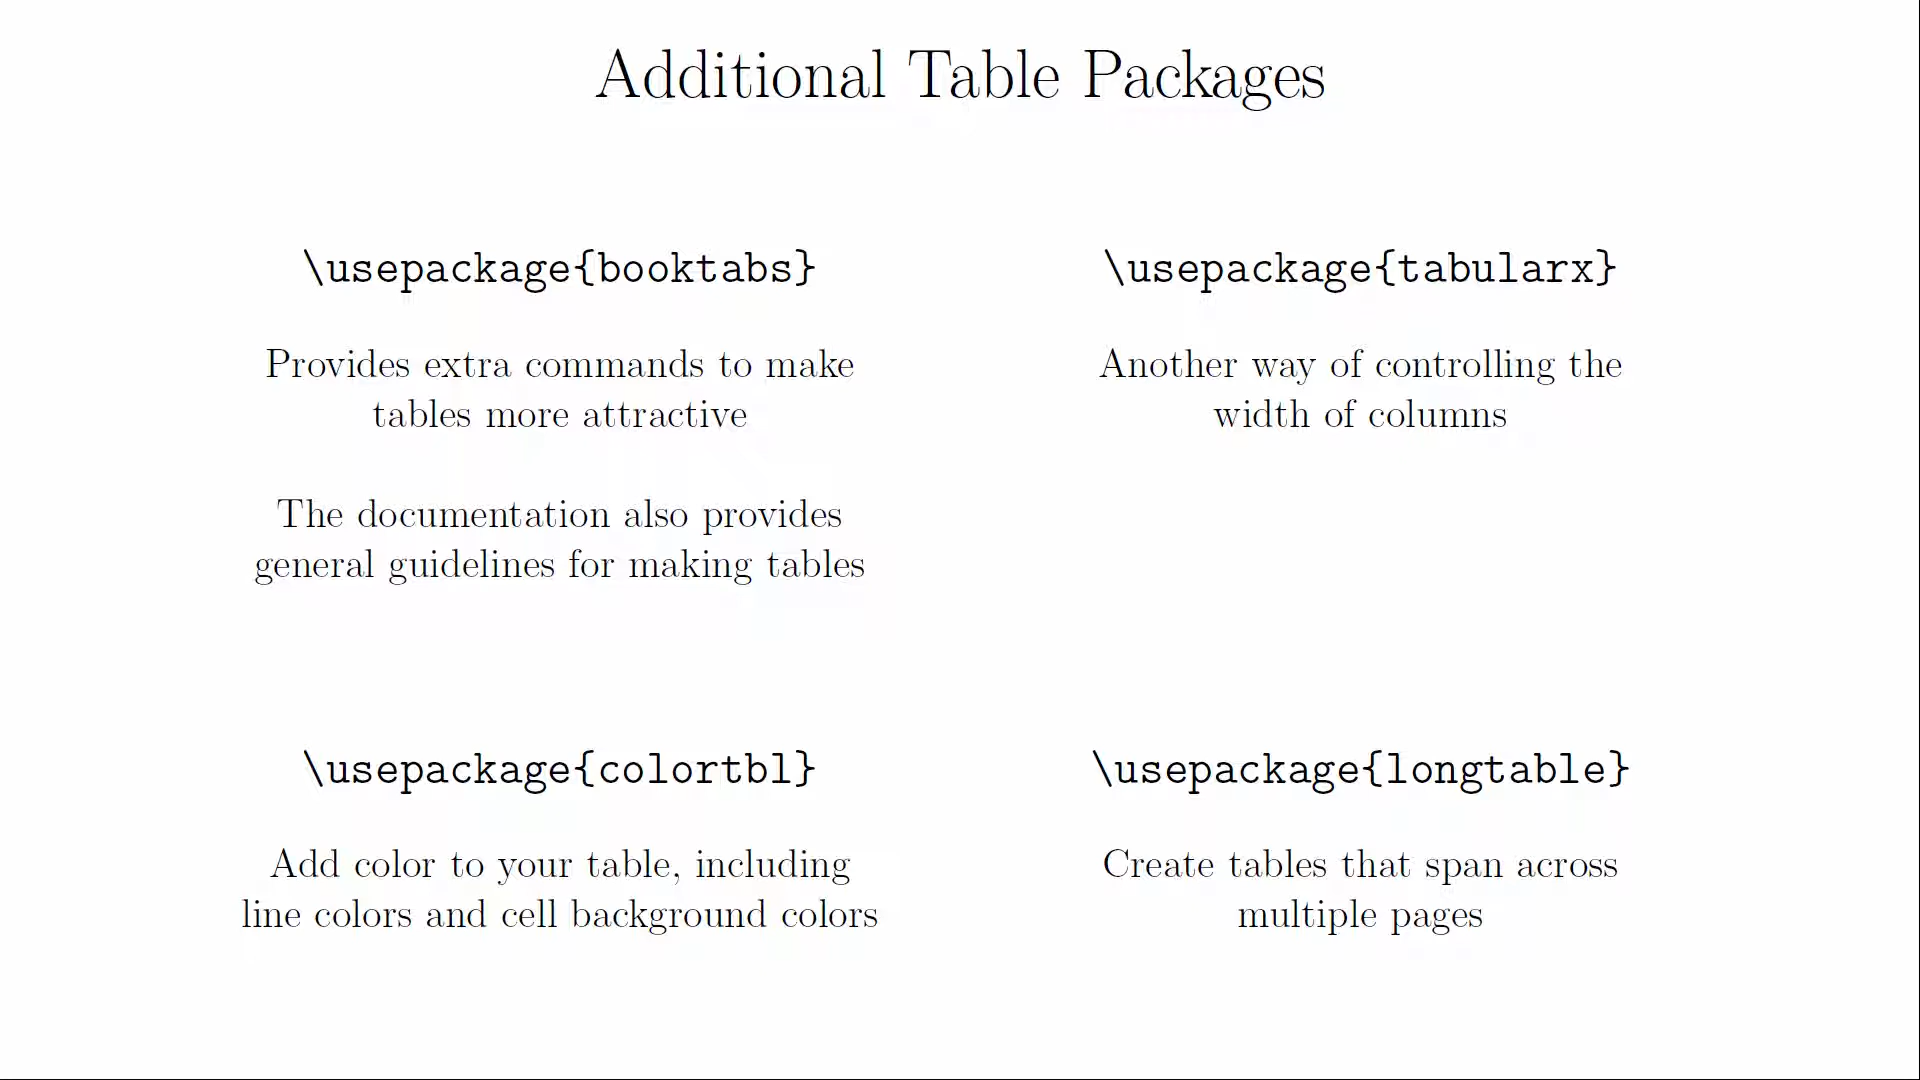 Additional Table Packages
\usepackage{booktabs}
Provides extra commands to make
tables more attractive
The documentation also provides
general guidelines for making tables
\usepackage{tabularx}
Another way of controlling the
width of columns
\usepackage{colortbl}
Add color to your table, including
line colors and cell background colors
\usepackage{longtable}
Create tables that span across
multiple pages